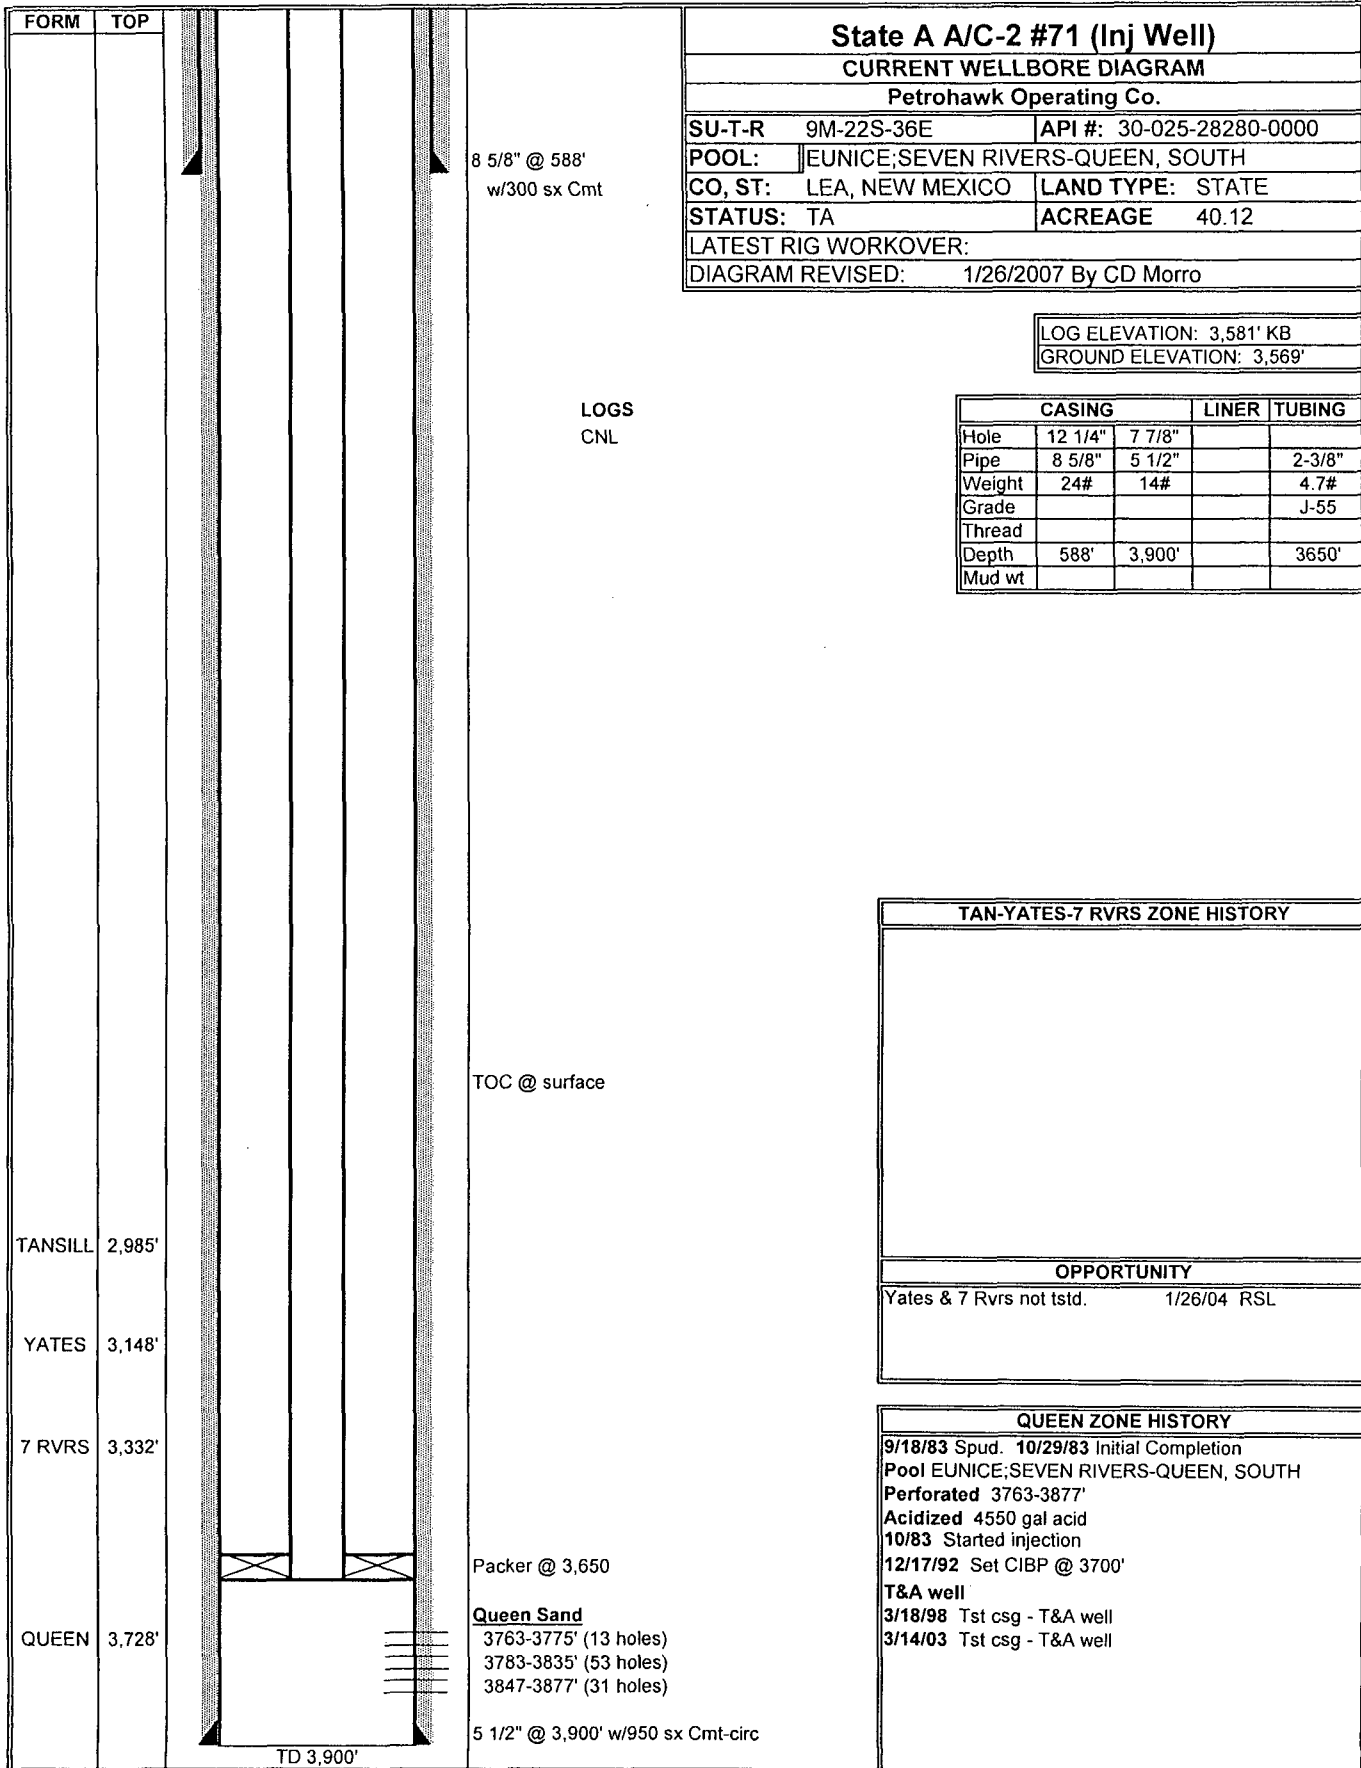 FORM TOP
State A A/C-2 #71 (Inj Well)
CURRENT WELLBORE DIAGRAM
Petrohawk Operating Co.
SU-T-R 9M-22S-36E API #: 30-025-28280-0000
POOL: EUNICE;SEVEN RIVERS-QUEEN, SOUTH
CO, ST: LEA, NEW MEXICO LAND TYPE: STATE
STATUS: TA ACREAGE 40.12
LATEST RIG WORKOVER:
DIAGRAM REVISED: 1/26/2007 By CD Morro
8 5/8" @ 588'
w/300 sx Cmt
LOG ELEVATION: 3,581' KB
GROUND ELEVATION: 3,569'
LOGS
CNL
CASING LINER TUBING
Hole 12 1/4" 7 7/8"
Pipe 8 5/8" 5 1/2" 2-3/8"
Weight 24# 14# 4.7#
Grade J-55
Thread
Depth 588' 3,900' 3650'
Mud wt
TAN-YATES-7 RVRS ZONE HISTORY
TOC @ surface
TANSILL 2,985'
OPPORTUNITY
Yates & 7 Rvrs not tstd. 1/26/04 RSL
YATES 3,148'
7 RVRS 3,332'
QUEEN ZONE HISTORY
9/18/83 Spud. 10/29/83 Initial Completion
Pool EUNICE;SEVEN RIVERS-QUEEN, SOUTH
Perforated 3763-3877'
Acidized 4550 gal acid
10/83 Started injection
12/17/92 Set CIBP @ 3700'
T&A well
3/18/98 Tst csg - T&A well
3/14/03 Tst csg - T&A well
Packer @ 3,650
Queen Sand
QUEEN 3,728'
3763-3775' (13 holes)
3783-3835' (53 holes)
3847-3877' (31 holes)
5 1/2" @ 3,900' w/950 sx Cmt-circ
TD 3,900'